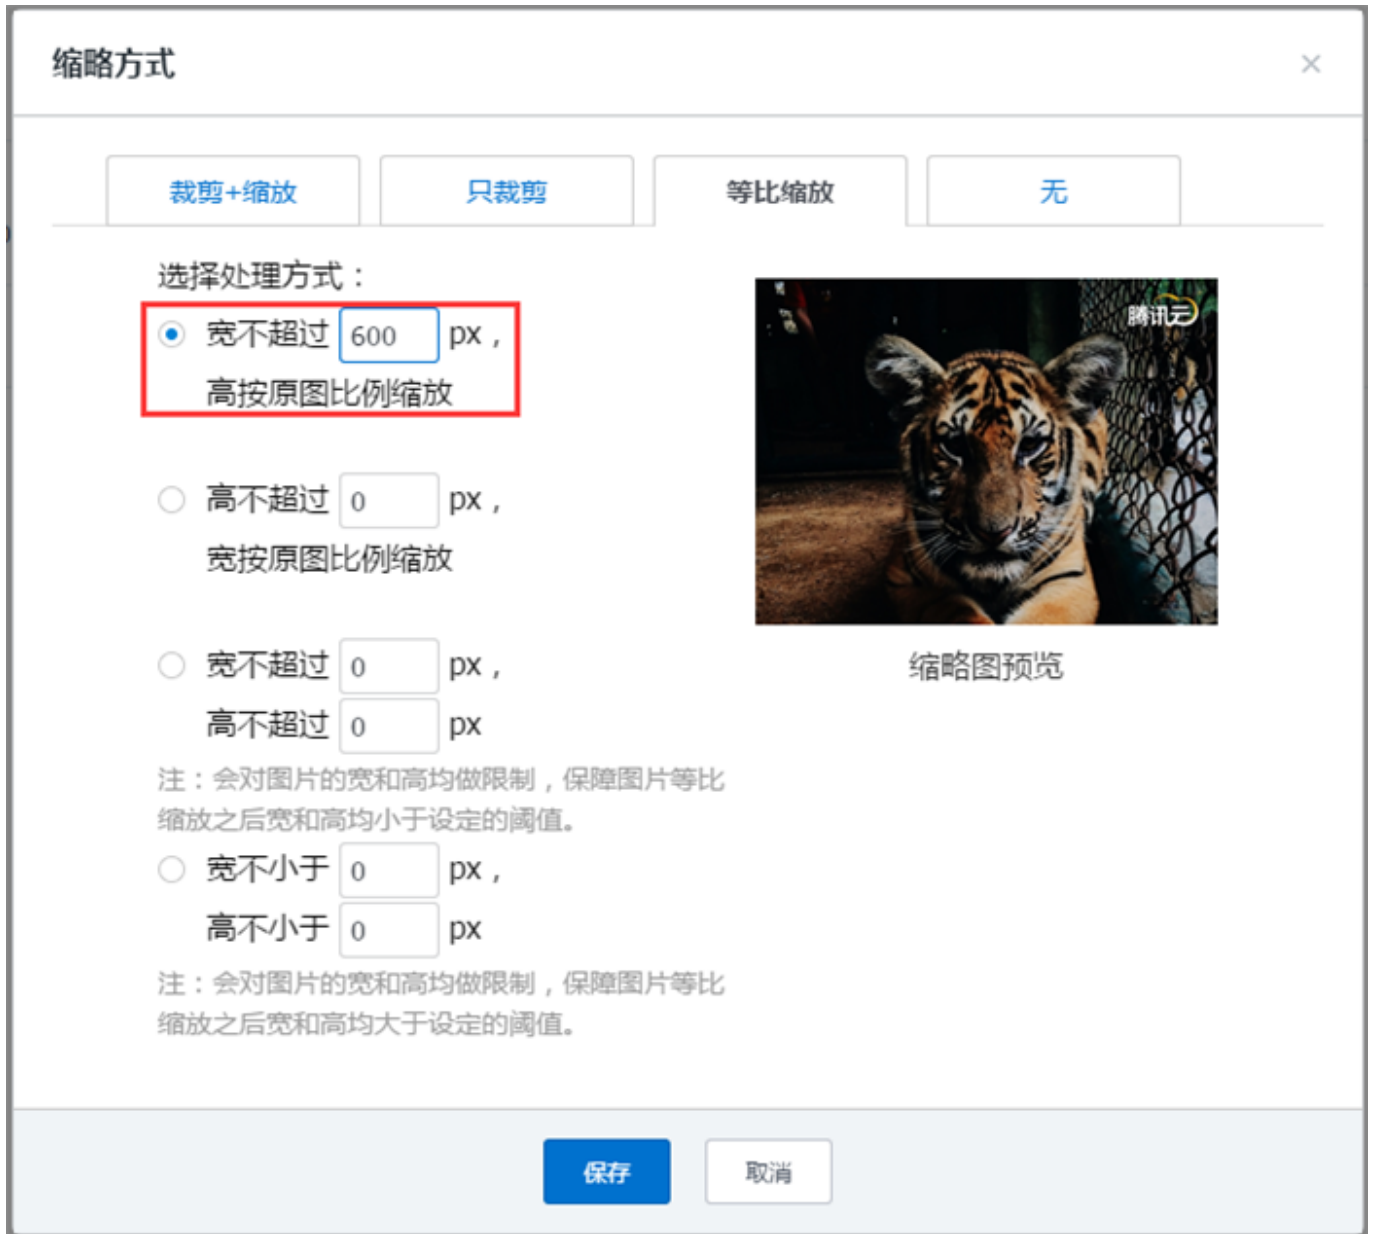 缩略方式
裁剪+缩放 只裁剪 等比缩放 无
选择处理方式：
宽不超过 600 px，
高按原图比例缩放
高不超过 0 px，
宽按原图比例缩放
宽不超过 0 px，
高不超过 0 px
注：会对图片的宽和高均做限制，保障图片等比
缩放之后宽和高均小于设定的阈值。
宽不小于 0 px，
高不小于 0 px
注：会对图片的宽和高均做限制，保障图片等比
缩放之后宽和高均大于设定的阈值。
腾讯云
缩略图预览
保存 取消